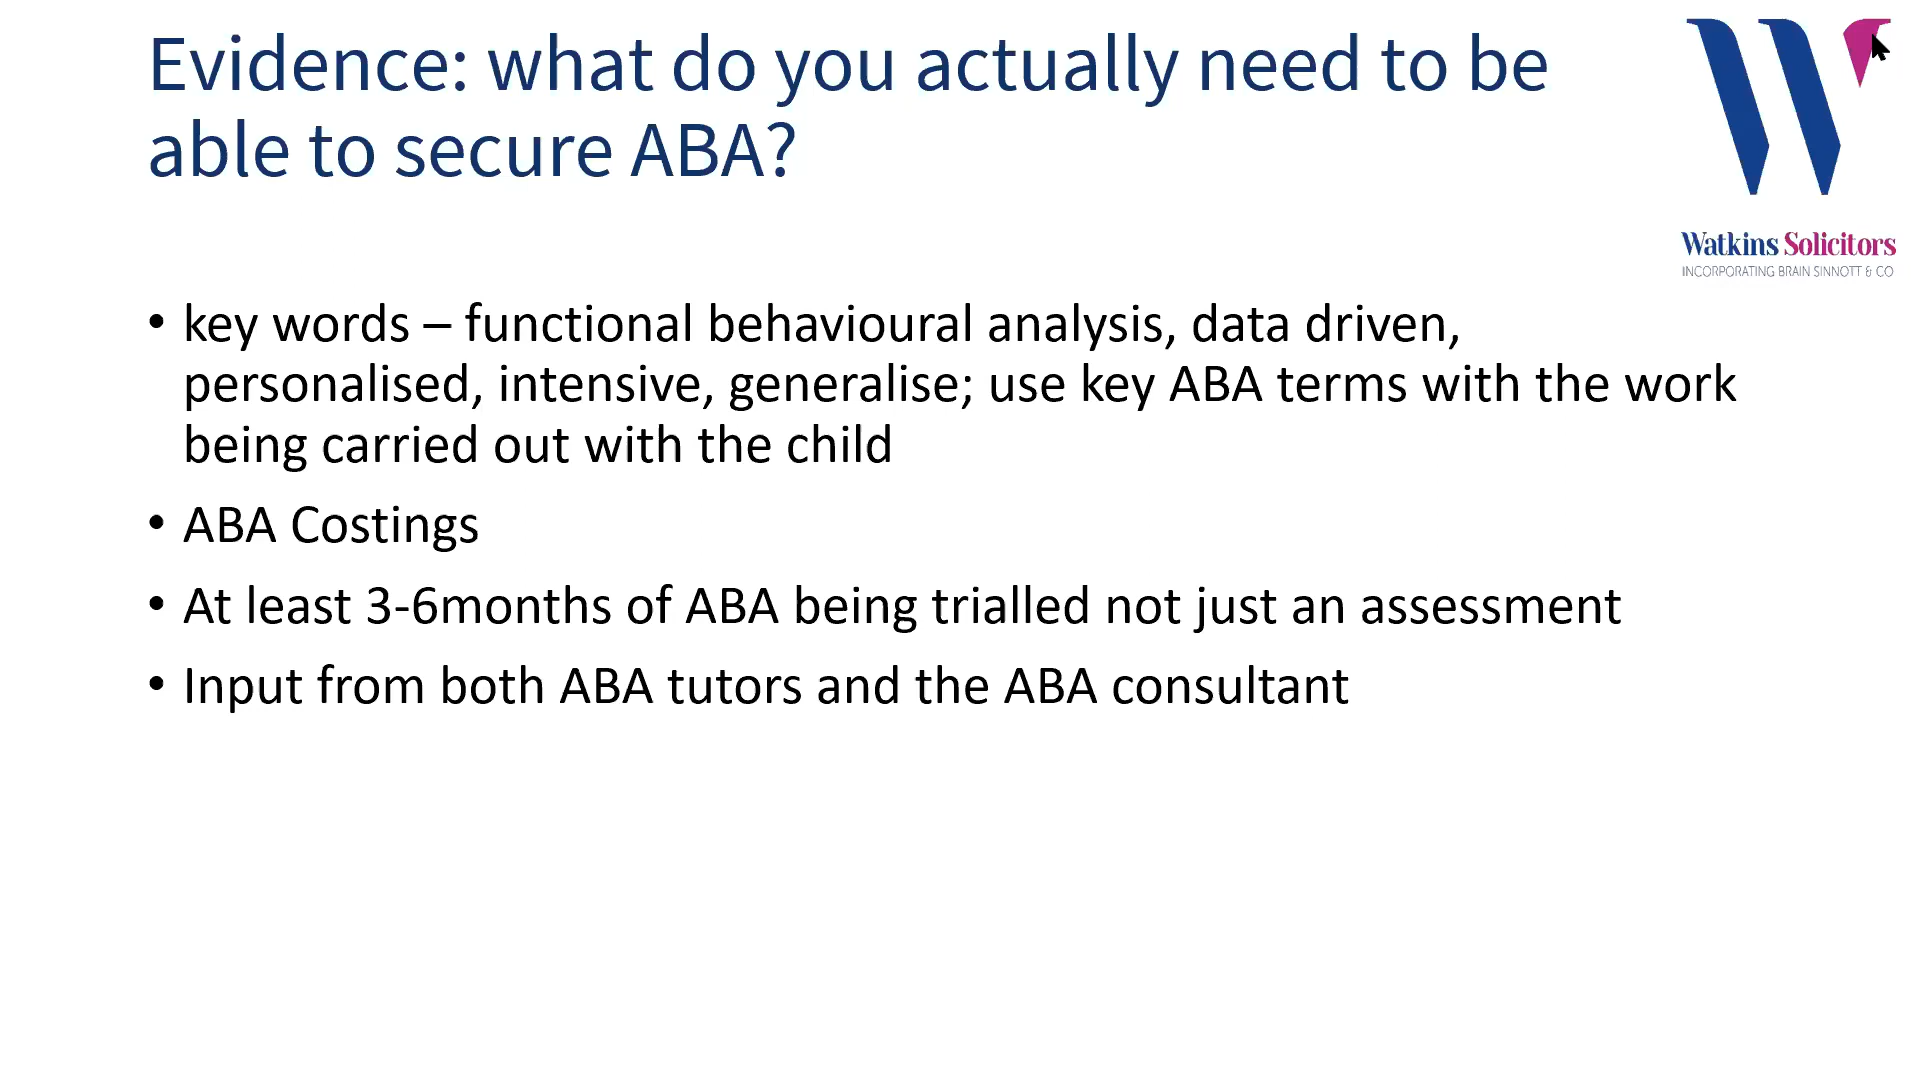 Evidence: what do you actually need to be
able to secure ABA?
Watkins Solicitors
INCORPORATING BRAIN SINNOTT & CO
• key words – functional behavioural analysis, data driven,
personalised, intensive, generalise; use key ABA terms with the work
being carried out with the child
• ABA Costings
• At least 3-6months of ABA being trialled not just an assessment
• Input from both ABA tutors and the ABA consultant